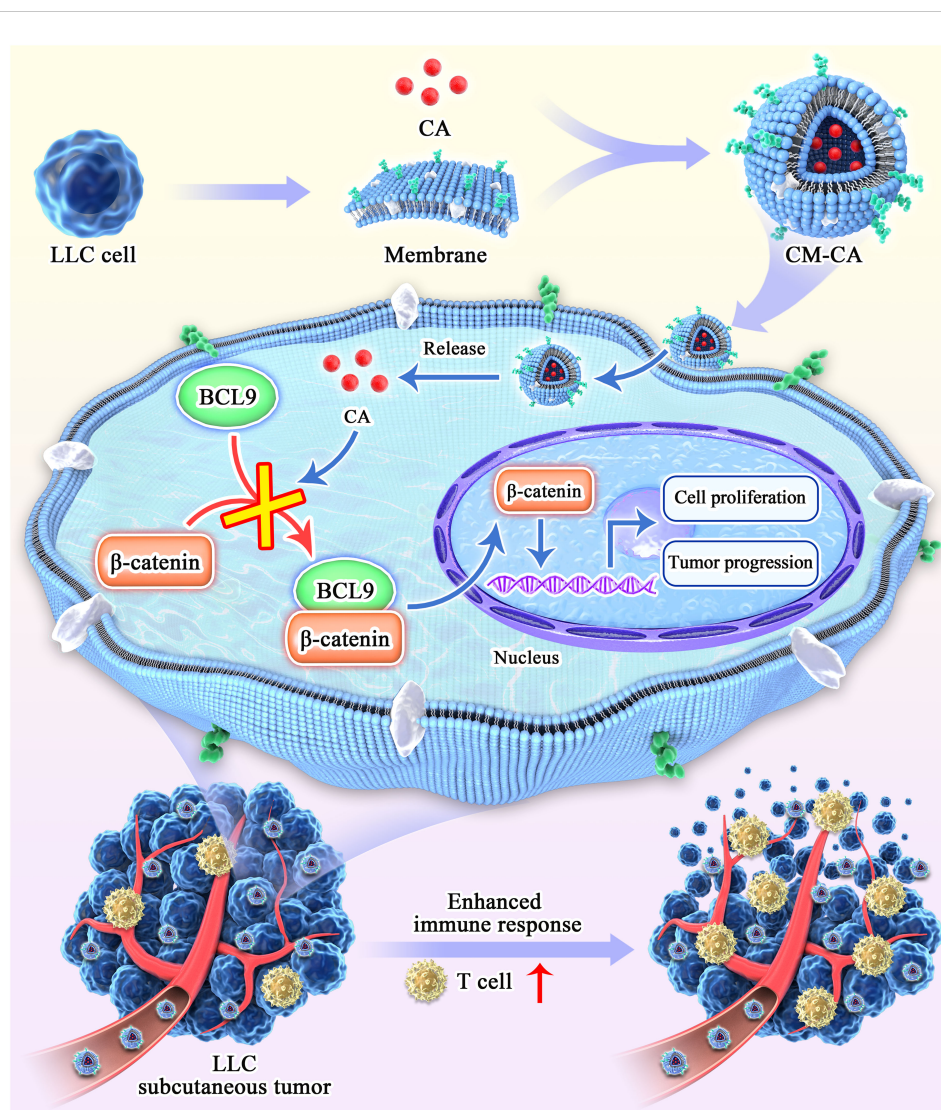 CA
LLC cell
Membrane
CM-CA
Release
BCL9
CA
β-catenin
Cell proliferation
β-catenin
Tumor progression
BCL9
β-catenin
Nucleus
Enhanced
immune response
T cell
LLC
subcutaneous tumor